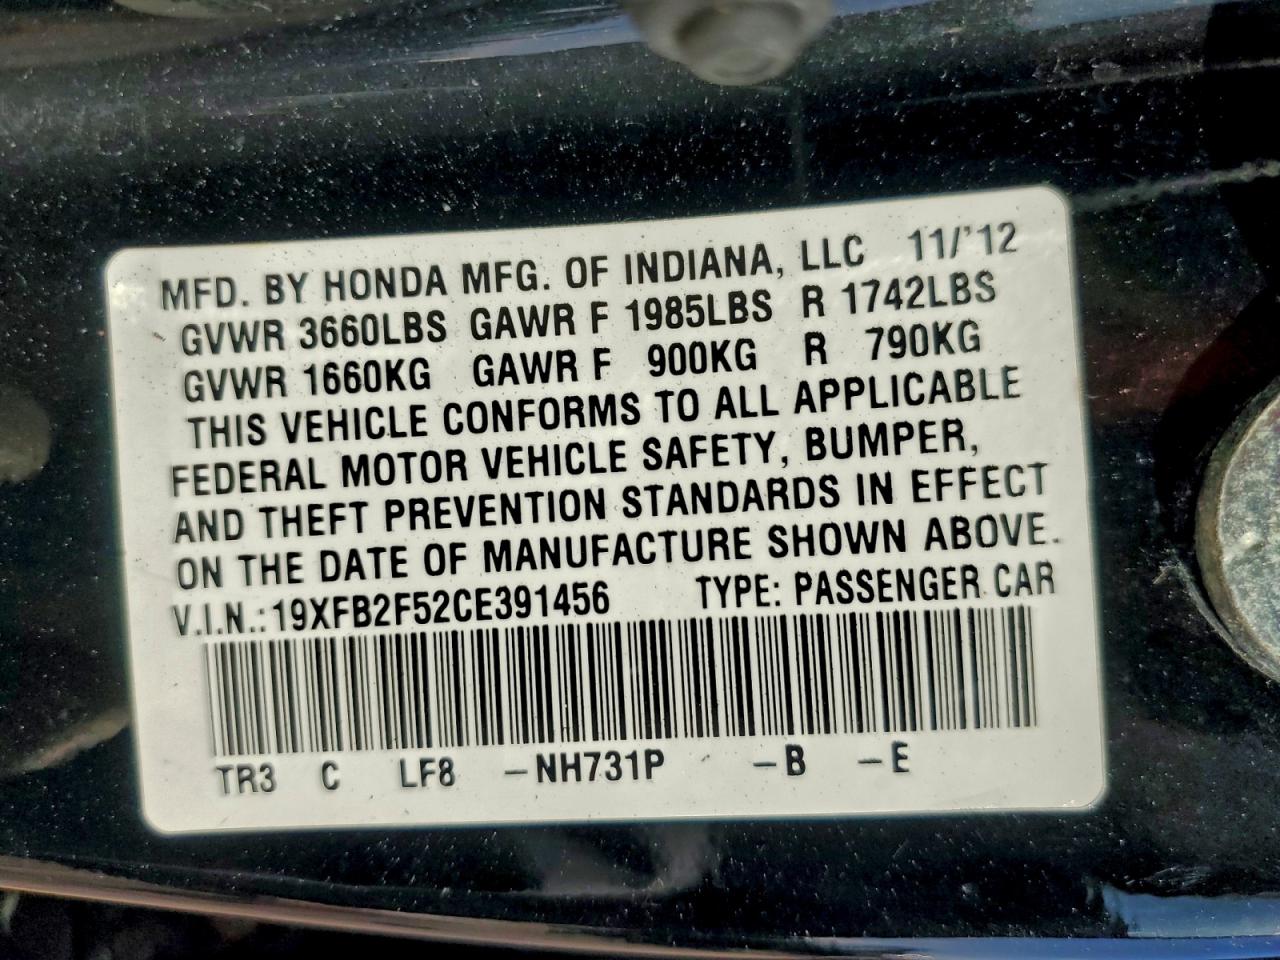 MFD. BY HONDA MFG. OF INDIANA, LLC 11/'12
GVWR 3660LBS GAWR F 1985LBS R 1742LBS
GVWR 1660KG GAWR F 900KG R 790KG
THIS VEHICLE CONFORMS TO ALL APPLICABLE
FEDERAL MOTOR VEHICLE SAFETY, BUMPER,
AND THEFT PREVENTION STANDARDS IN EFFECT
ON THE DATE OF MANUFACTURE SHOWN ABOVE.
V.I.N.: 19XFB2F52CE391456 TYPE: PASSENGER CAR
TR3 C LF8 –NH731P –B –E